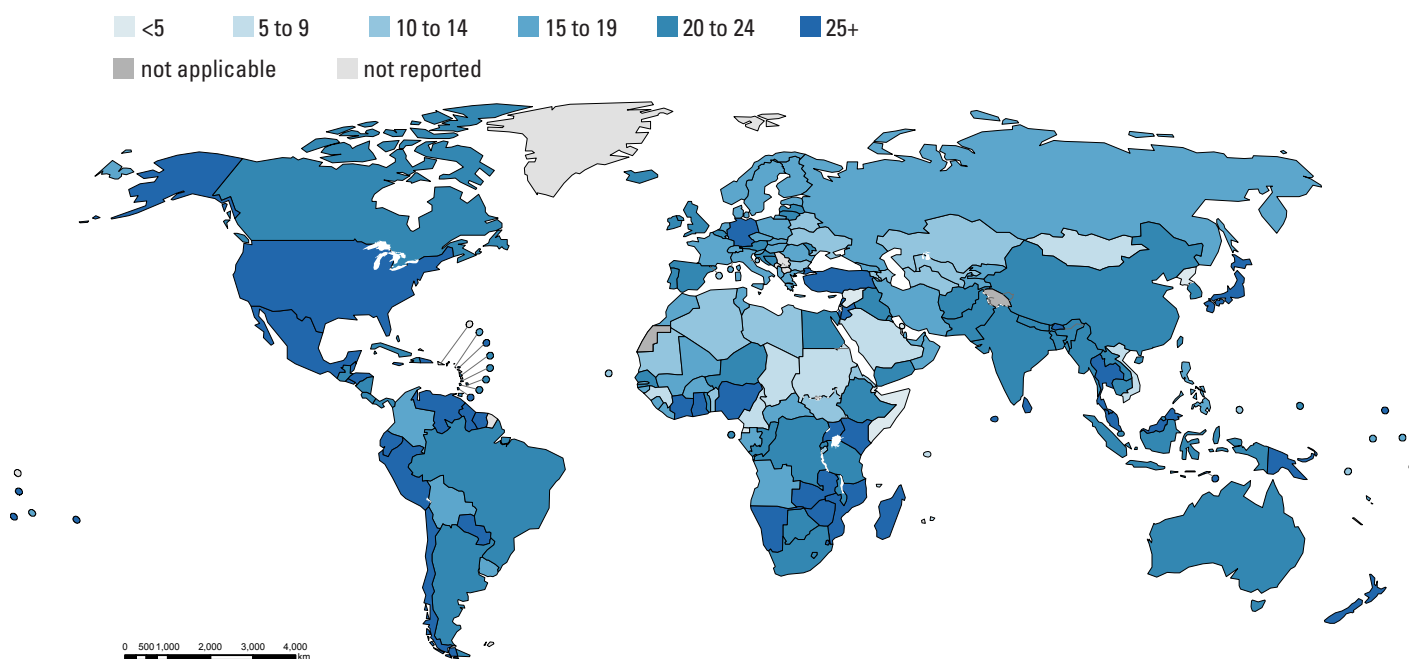 <5 5 to 9 10 to 14 15 to 19 20 to 24 25+
not applicable not reported
0 500 1,000 2,000 3,000 4,000
km